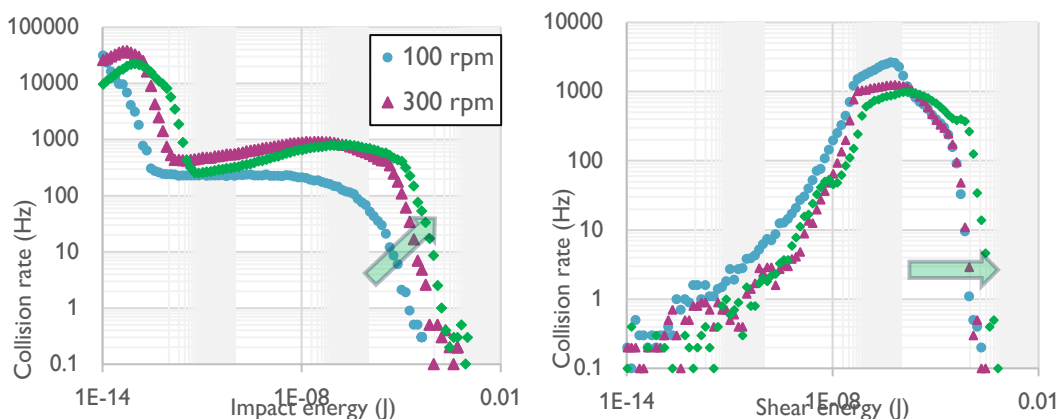 100000
10000
1000
100
10
1
0.1
Collision rate (Hz)
100 rpm
300 rpm
1E-14
1E-08
0.01
Impact energy (J)
10000
1000
100
10
1
0.1
Collision rate (Hz)
1E-14
1E-08
0.01
Shear energy (J)